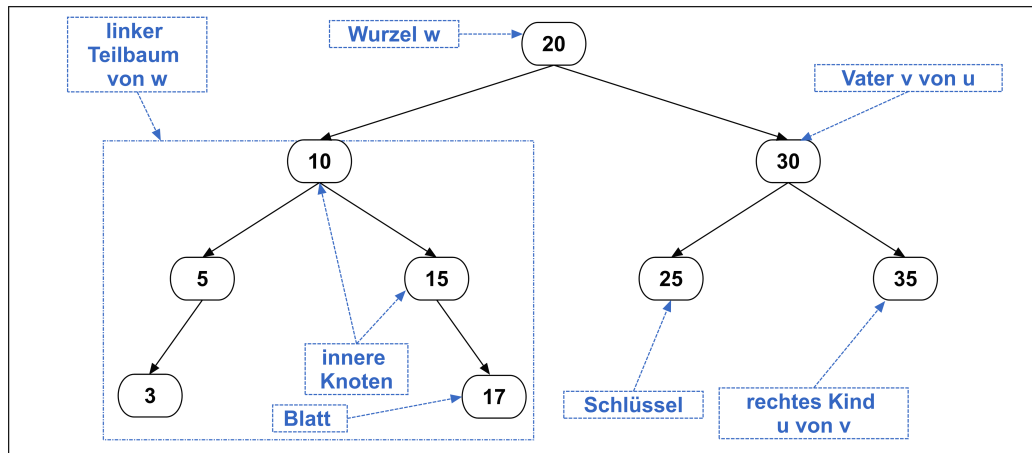 linker
Teilbaum
von w
Wurzel w
20
Vater v von u
10
30
5
15
25
35
innere
Knoten
3
17
Blatt
Schlüssel
rechtes Kind
u von v